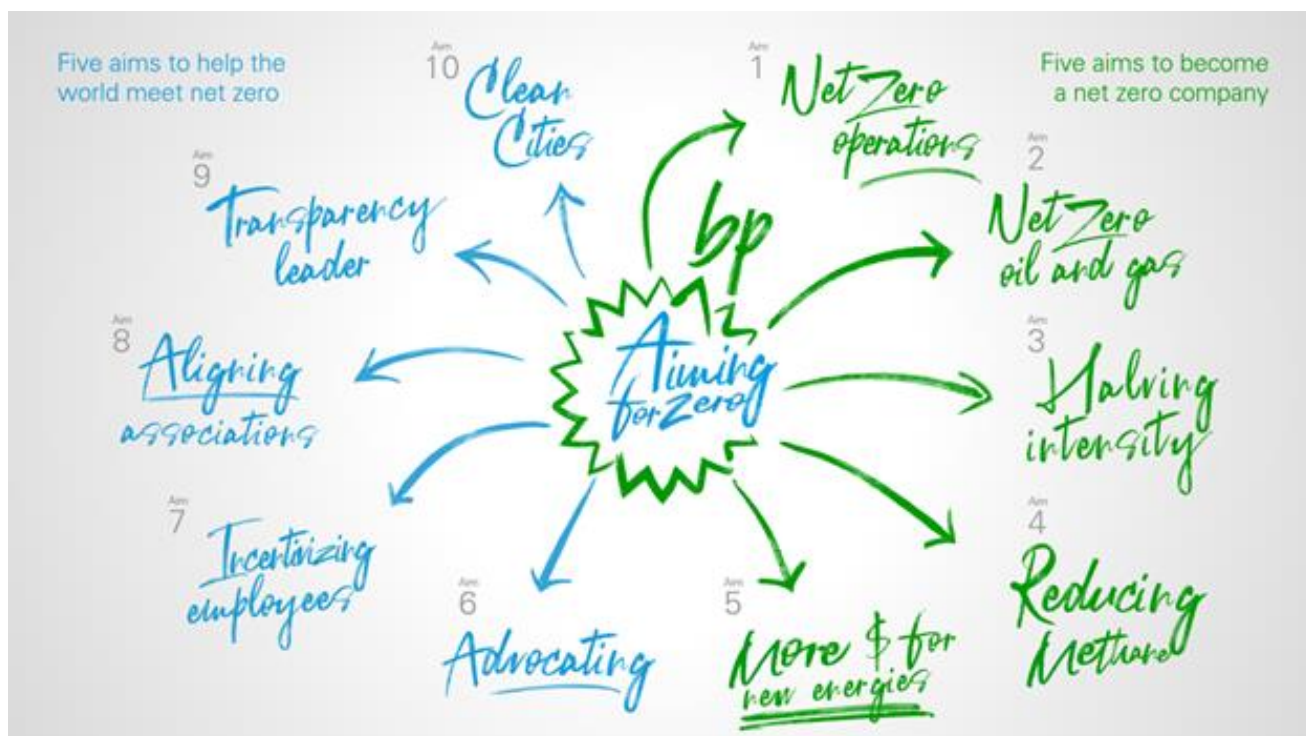 Five aims to help the
world meet net zero
Five aims to become
a net zero company
bp
Aiming
for zero
Aim
1
Net Zero
operations
Aim
2
Net Zero
oil and gas
Aim
3
Halving
intensity
Aim
4
Reducing
Methane
Aim
5
More $ for
new energies
Aim
6
Advocating
Aim
7
Incentivizing
employees
Aim
8
Aligning
associations
Aim
9
Transparency
leader
Aim
10
Clean
Cities